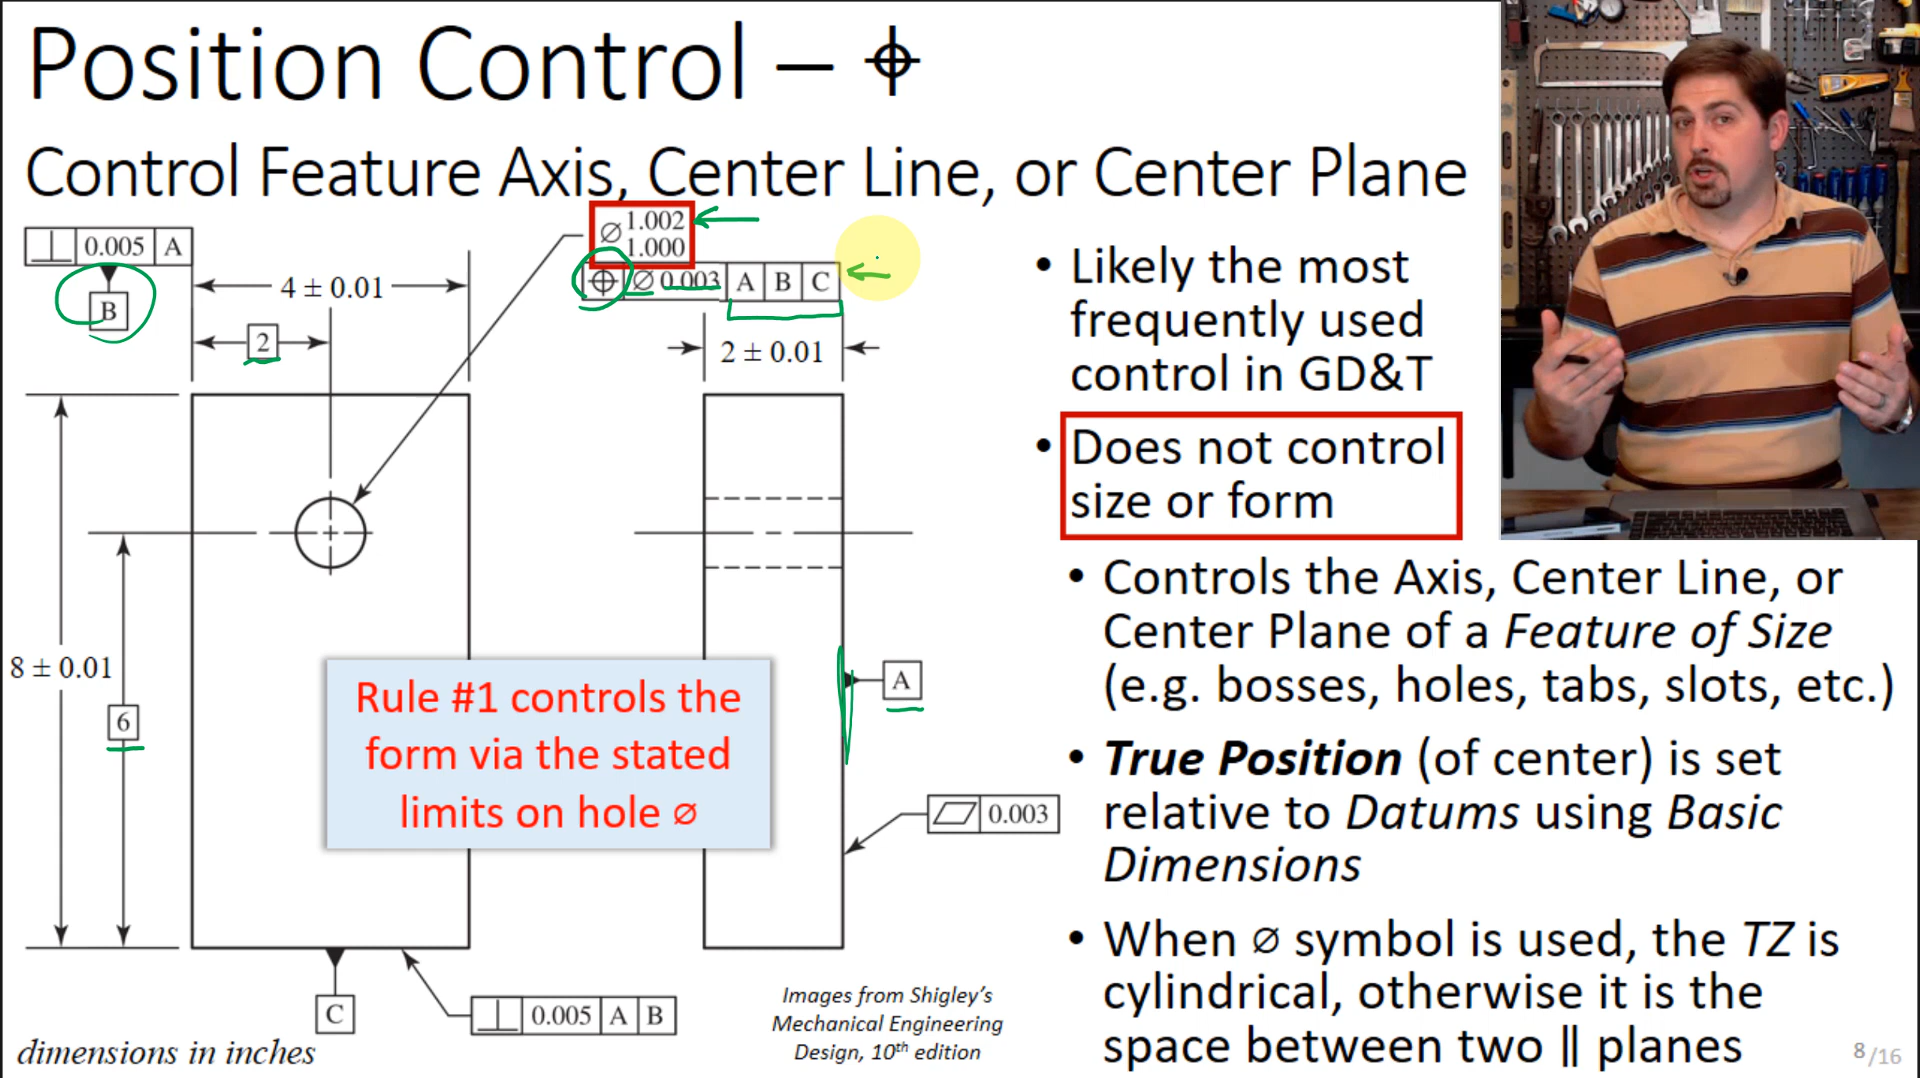 Position Control – ⌖
Control Feature Axis, Center Line, or Center Plane
⟂ 0.005 A
B
4 ± 0.01
2
∅ 1.002
1.000
⌖ ∅ 0.003 A B C
2 ± 0.01
8 ± 0.01
6
A
⏥ 0.003
C
⟂ 0.005 A B
dimensions in inches
Rule #1 controls the
form via the stated
limits on hole ∅
Images from Shigley's
Mechanical Engineering
Design, 10th edition
• Likely the most
frequently used
control in GD&T
• Does not control
size or form
• Controls the Axis, Center Line, or
Center Plane of a Feature of Size
(e.g. bosses, holes, tabs, slots, etc.)
• True Position (of center) is set
relative to Datums using Basic
Dimensions
• When ∅ symbol is used, the TZ is
cylindrical, otherwise it is the
space between two ∥ planes
8/16